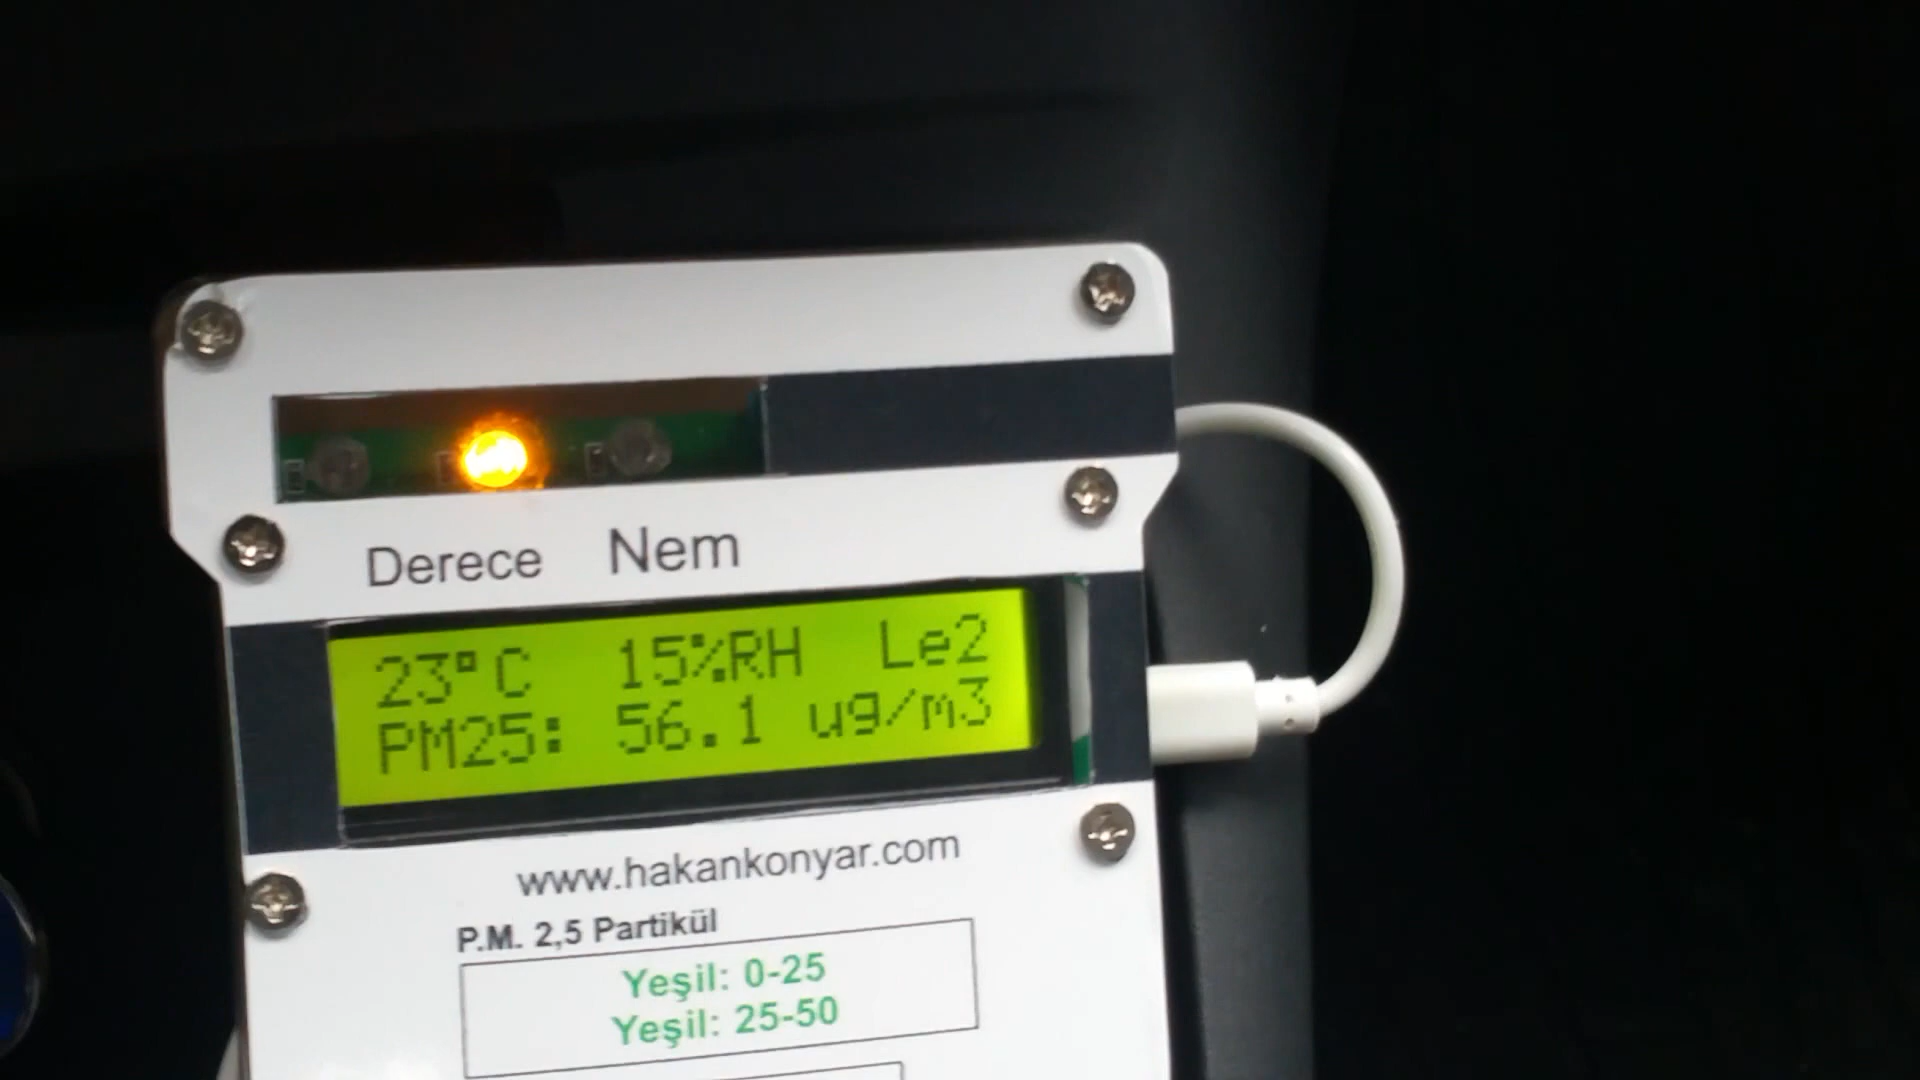 Derece Nem
23°C 15%RH Le2
PM25: 56.1 ug/m3
www.hakankonyar.com
P.M. 2,5 Partikül
Yeşil: 0-25
Yeşil: 25-50